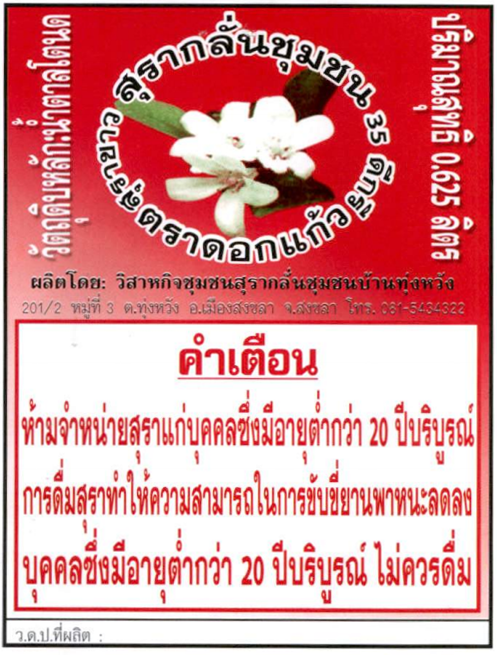 วัตถุดิบหลัก:น้ำตาลโตนด
สุรากลั่นชุมชน 35 ดีกรี
สุราขาว
ตราดอกแก้ว
ปริมาณสุทธิ 0.625 ลิตร
ผลิตโดย: วิสาหกิจชุมชนสุรากลั่นชุมชนบ้านทุ่งหวัง
201/2 หมู่ที่ 3 ต.ทุ่งหวัง อ.เมืองสงขลา จ.สงขลา โทร. 081-5434322
คำเตือน
ห้ามจำหน่ายสุราแก่บุคคลซึ่งมีอายุต่ำกว่า 20 ปีบริบูรณ์
การดื่มสุราทำให้ความสามารถในการขับขี่ยานพาหนะลดลง
บุคคลซึ่งมีอายุต่ำกว่า 20 ปีบริบูรณ์ ไม่ควรดื่ม
ว.ด.ป.ที่ผลิต :